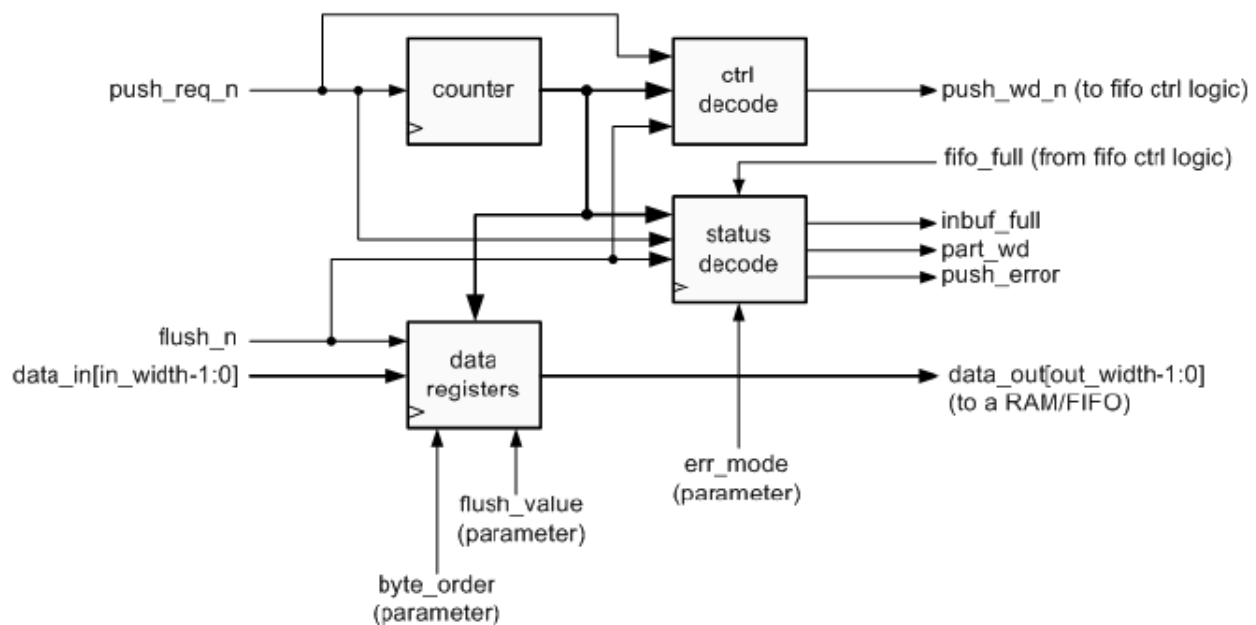 push_req_n
counter
ctrl
decode
push_wd_n (to fifo ctrl logic)
fifo_full (from fifo ctrl logic)
status
decode
inbuf_full
part_wd
push_error
flush_n
data_in[in_width-1:0]
data
registers
data_out[out_width-1:0]
(to a RAM/FIFO)
err_mode
(parameter)
flush_value
(parameter)
byte_order
(parameter)